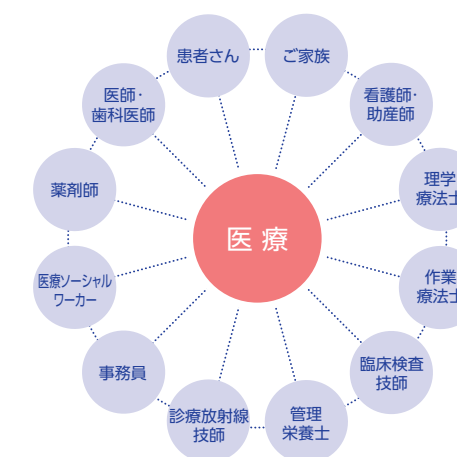 患者さん
ご家族
看護師・
助産師
理学
療法士
作業
療法士
臨床検査
技師
管理
栄養士
診療放射線
技師
事務員
医療ソーシャル
ワーカー
薬剤師
医師・
歯科医師
医療